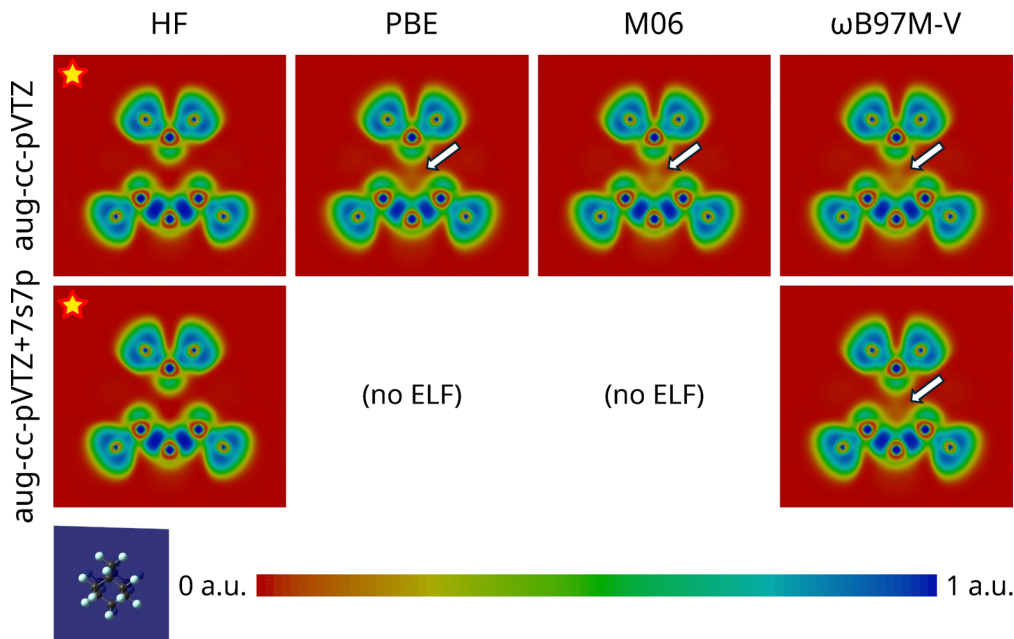 HF PBE M06 ωB97M-V
aug-cc-pVTZ
aug-cc-pVTZ+7s7p
(no ELF) (no ELF)
0 a.u. 1 a.u.